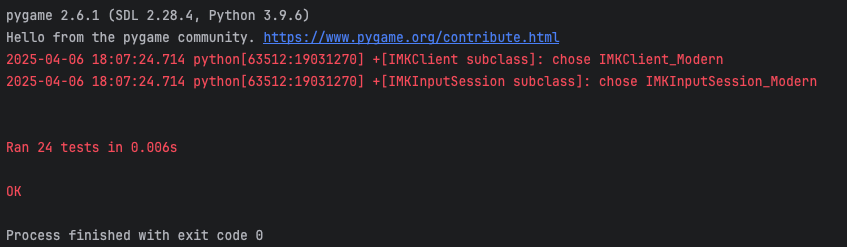 pygame 2.6.1 (SDL 2.28.4, Python 3.9.6)
Hello from the pygame community. https://www.pygame.org/contribute.html
2025-04-06 18:07:24.714 python[63512:19031270] +[IMKClient subclass]: chose IMKClient_Modern
2025-04-06 18:07:24.714 python[63512:19031270] +[IMKInputSession subclass]: chose IMKInputSession_Modern
Ran 24 tests in 0.006s
OK
Process finished with exit code 0